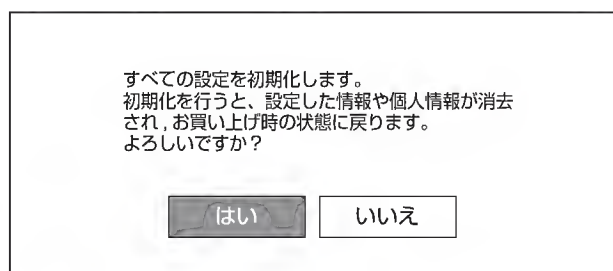 すべての設定を初期化します。
初期化を行うと、設定した情報や個人情報が消去
され,お買い上げ時の状態に戻ります。
よろしいですか？
はい
いいえ